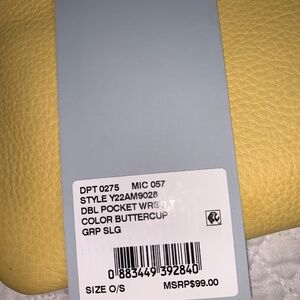 DPT 0275 MIC 057
STYLE Y22AM9028
DBL POCKET
COLOR BUTTERCUP
GRP SLG
0 883449 392840
SIZE O/S MSRP$99.00